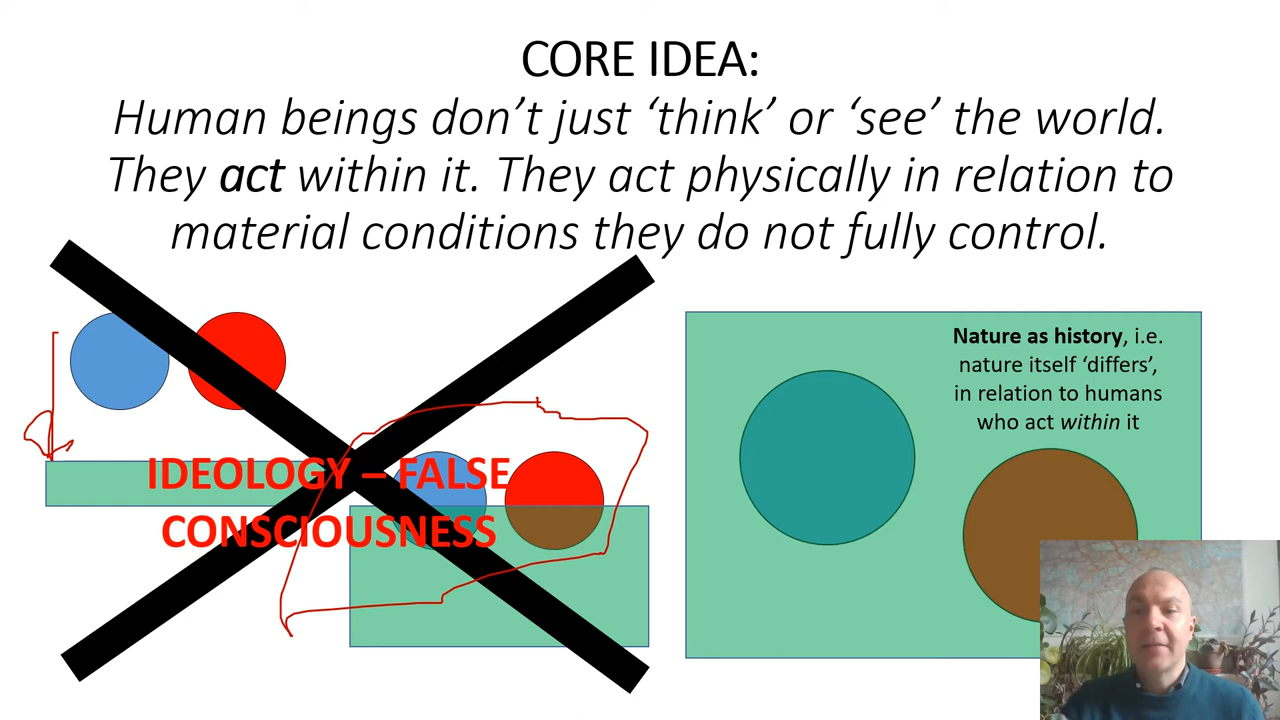 CORE IDEA:
Human beings don’t just ‘think’ or ‘see’ the world.
They act within it. They act physically in relation to
material conditions they do not fully control.
IDEOLOGY – FALSE
CONSCIOUSNESS
Nature as history, i.e.
nature itself ‘differs’,
in relation to humans
who act within it